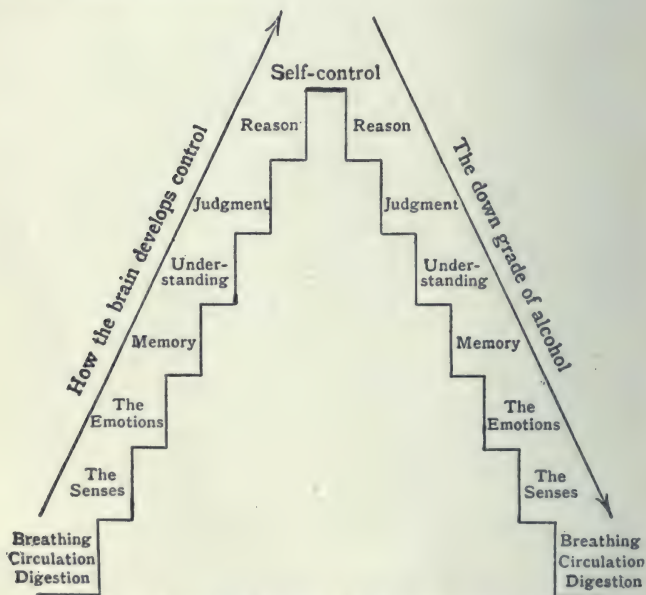 Self-control
How the brain develops control
Reason
Judgment
Under-
standing
Memory
The
Emotions
The
Senses
Breathing
Circulation
Digestion
The down grade of alcohol
Reason
Judgment
Under-
standing
Memory
The
Emotions
The
Senses
Breathing
Circulation
Digestion